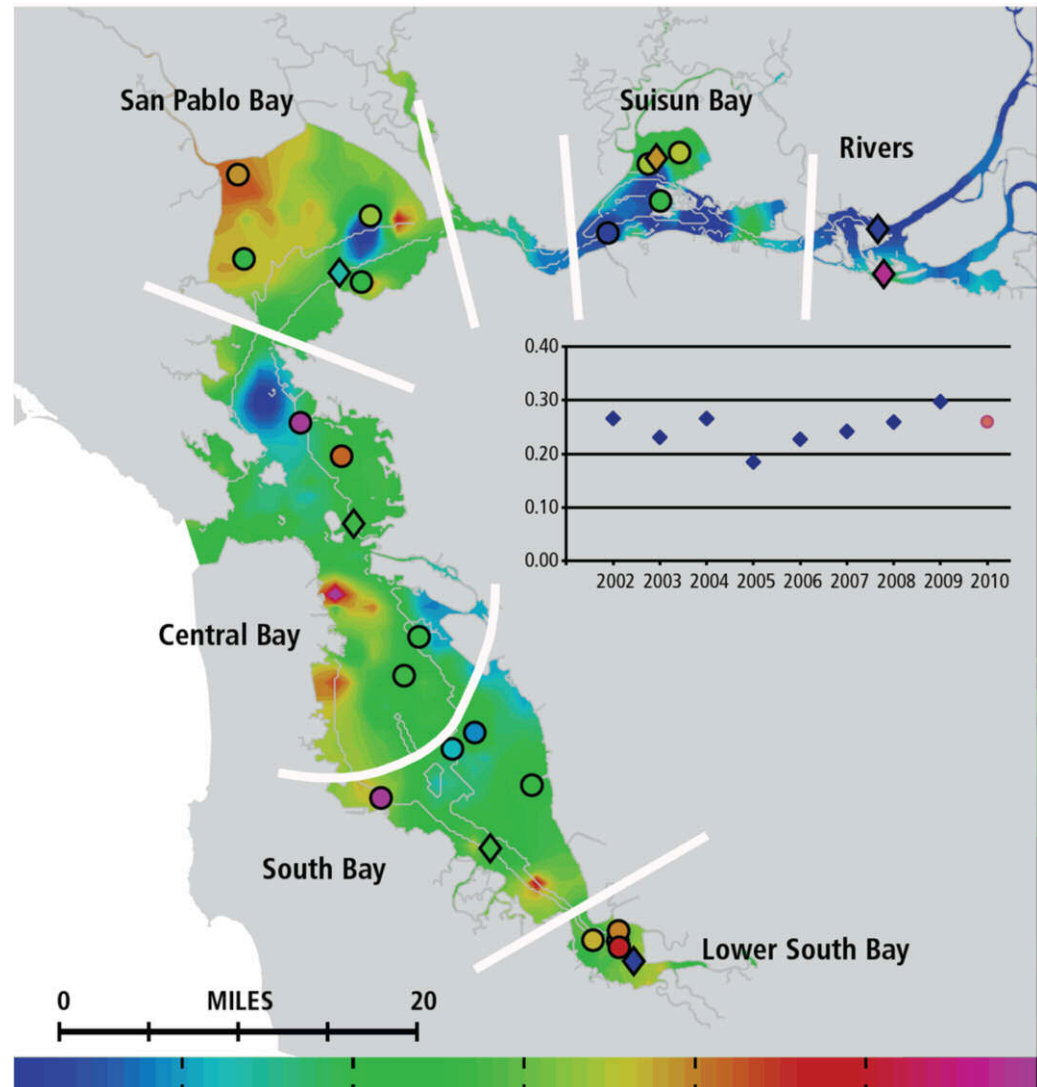 San Pablo Bay
Suisun Bay
Rivers
0.40
0.30
0.20
0.10
0.00
2002 2003 2004 2005 2006 2007 2008 2009 2010
Central Bay
South Bay
Lower South Bay
0 MILES 20